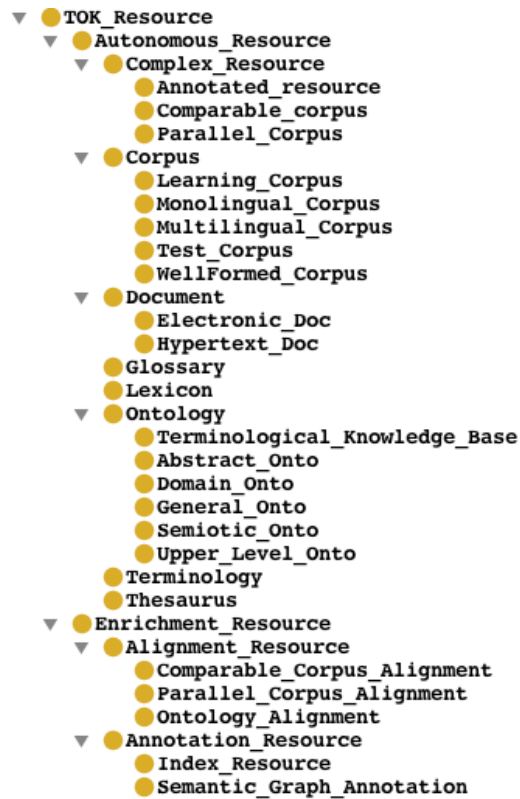 TOK_Resource
Autonomous_Resource
Complex_Resource
Annotated_resource
Comparable_corpus
Parallel_Corpus
Corpus
Learning_Corpus
Monolingual_Corpus
Multilingual_Corpus
Test_Corpus
WellFormed_Corpus
Document
Electronic_Doc
Hypertext_Doc
Glossary
Lexicon
Ontology
Terminological_Knowledge_Base
Abstract_Onto
Domain_Onto
General_Onto
Semiotic_Onto
Upper_Level_Onto
Terminology
Thesaurus
Enrichment_Resource
Alignment_Resource
Comparable_Corpus_Alignment
Parallel_Corpus_Alignment
Ontology_Alignment
Annotation_Resource
Index_Resource
Semantic_Graph_Annotation